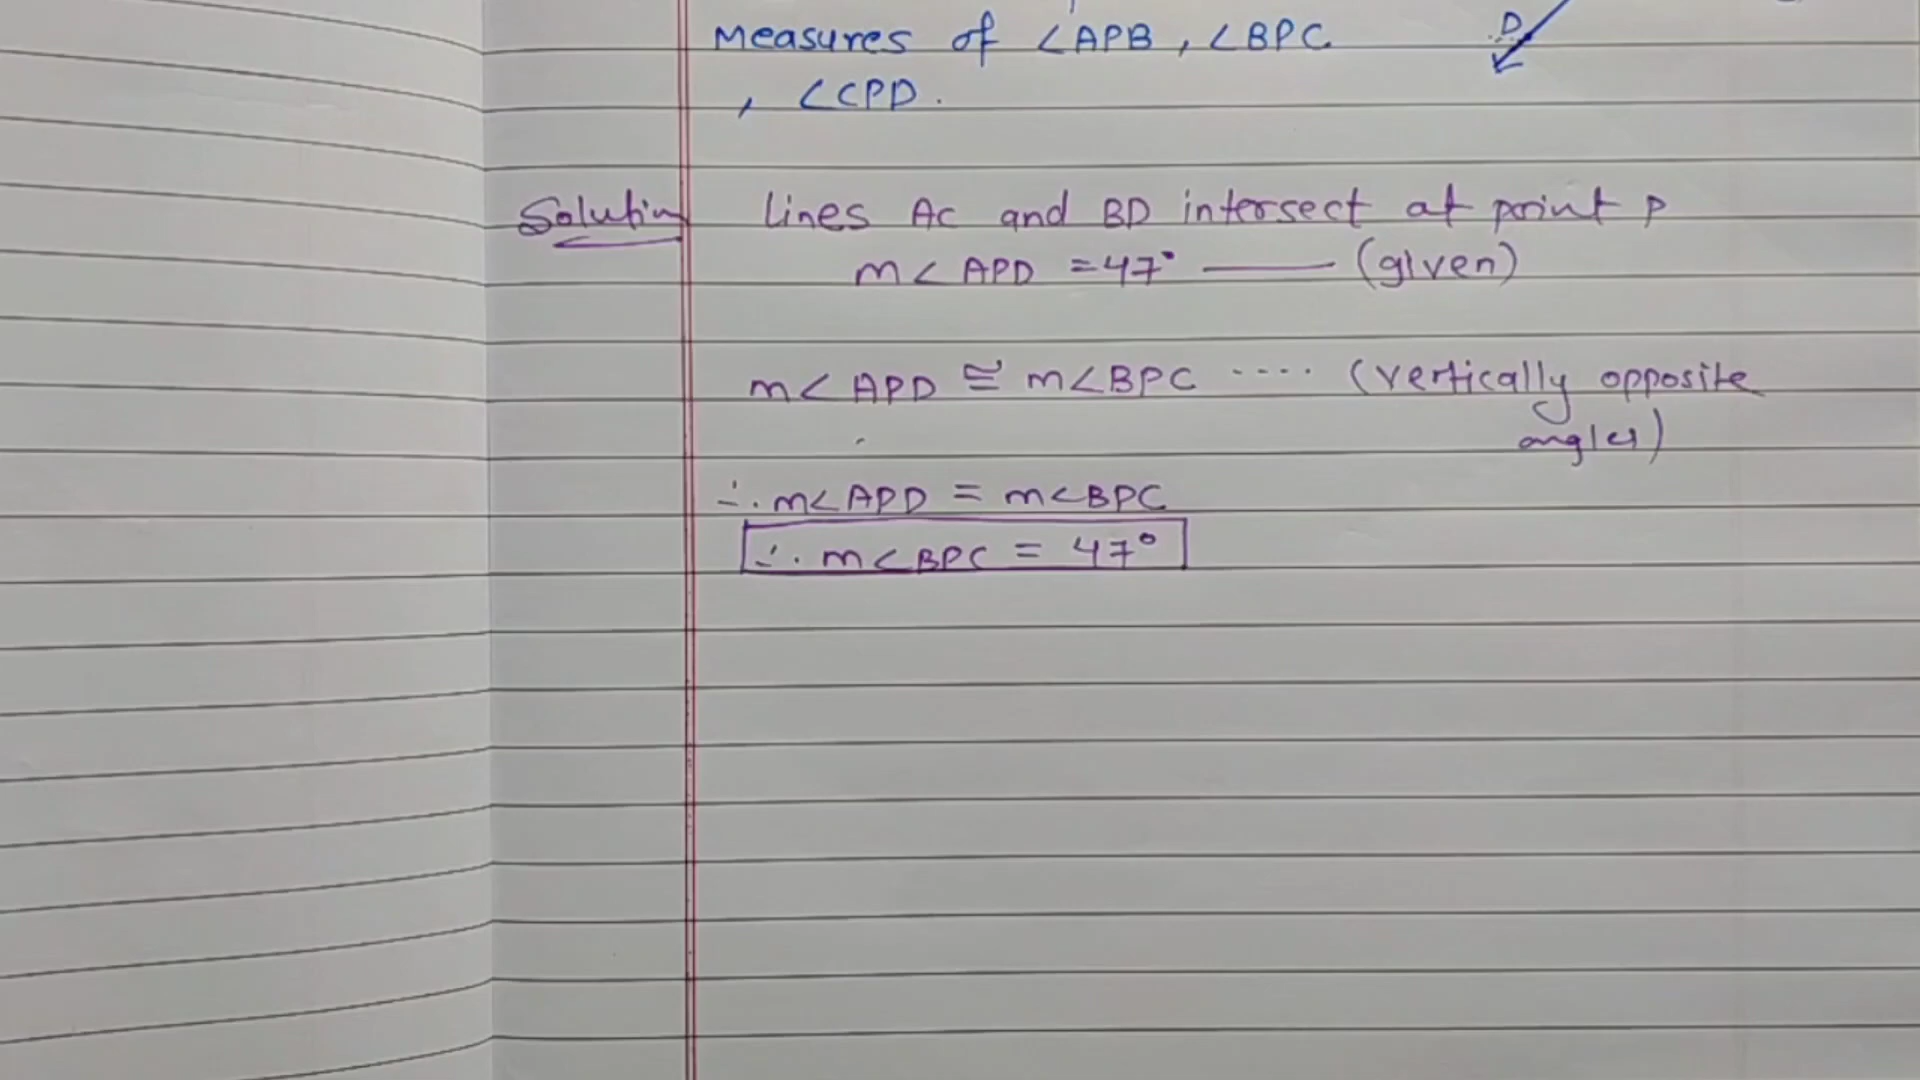 Measures of ∠APB, ∠BPC
D
, ∠CPD.
Solution lines AC and BD intersect at point P
m∠APD = 47° —— (given)
m∠APD ≅ m∠BPC .... (vertically opposite
angles)
∴ m∠APD = m∠BPC
∴ m∠BPC = 47°